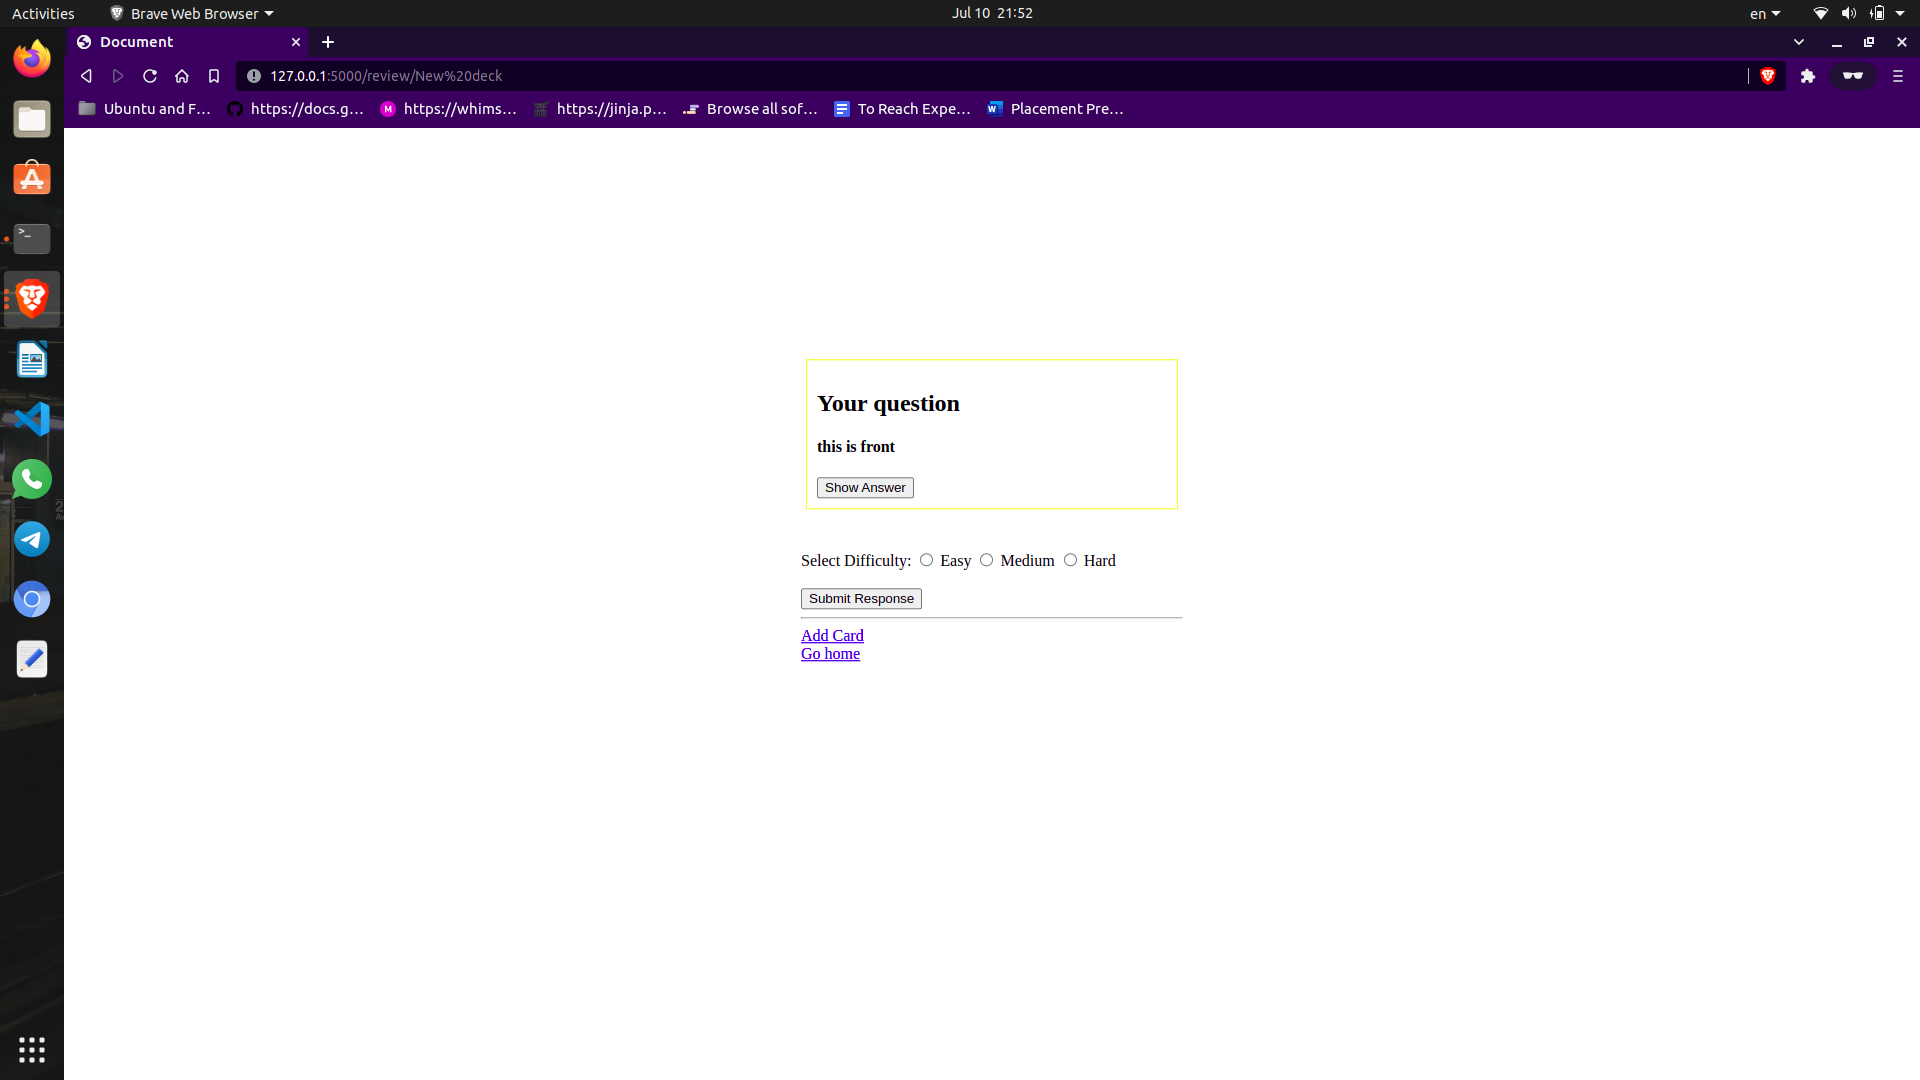 Activities
Brave Web Browser
Jul 10 21:52
en
Document
127.0.0.1:5000/review/New%20deck
Ubuntu and F…
https://docs.g…
M
https://whims…
https://jinja.p…
Browse all sof…
To Reach Expe…
W
Placement Pre…
>_
Your question
this is front
Show Answer
Select Difficulty: Easy Medium Hard
Submit Response
Add Card
Go home